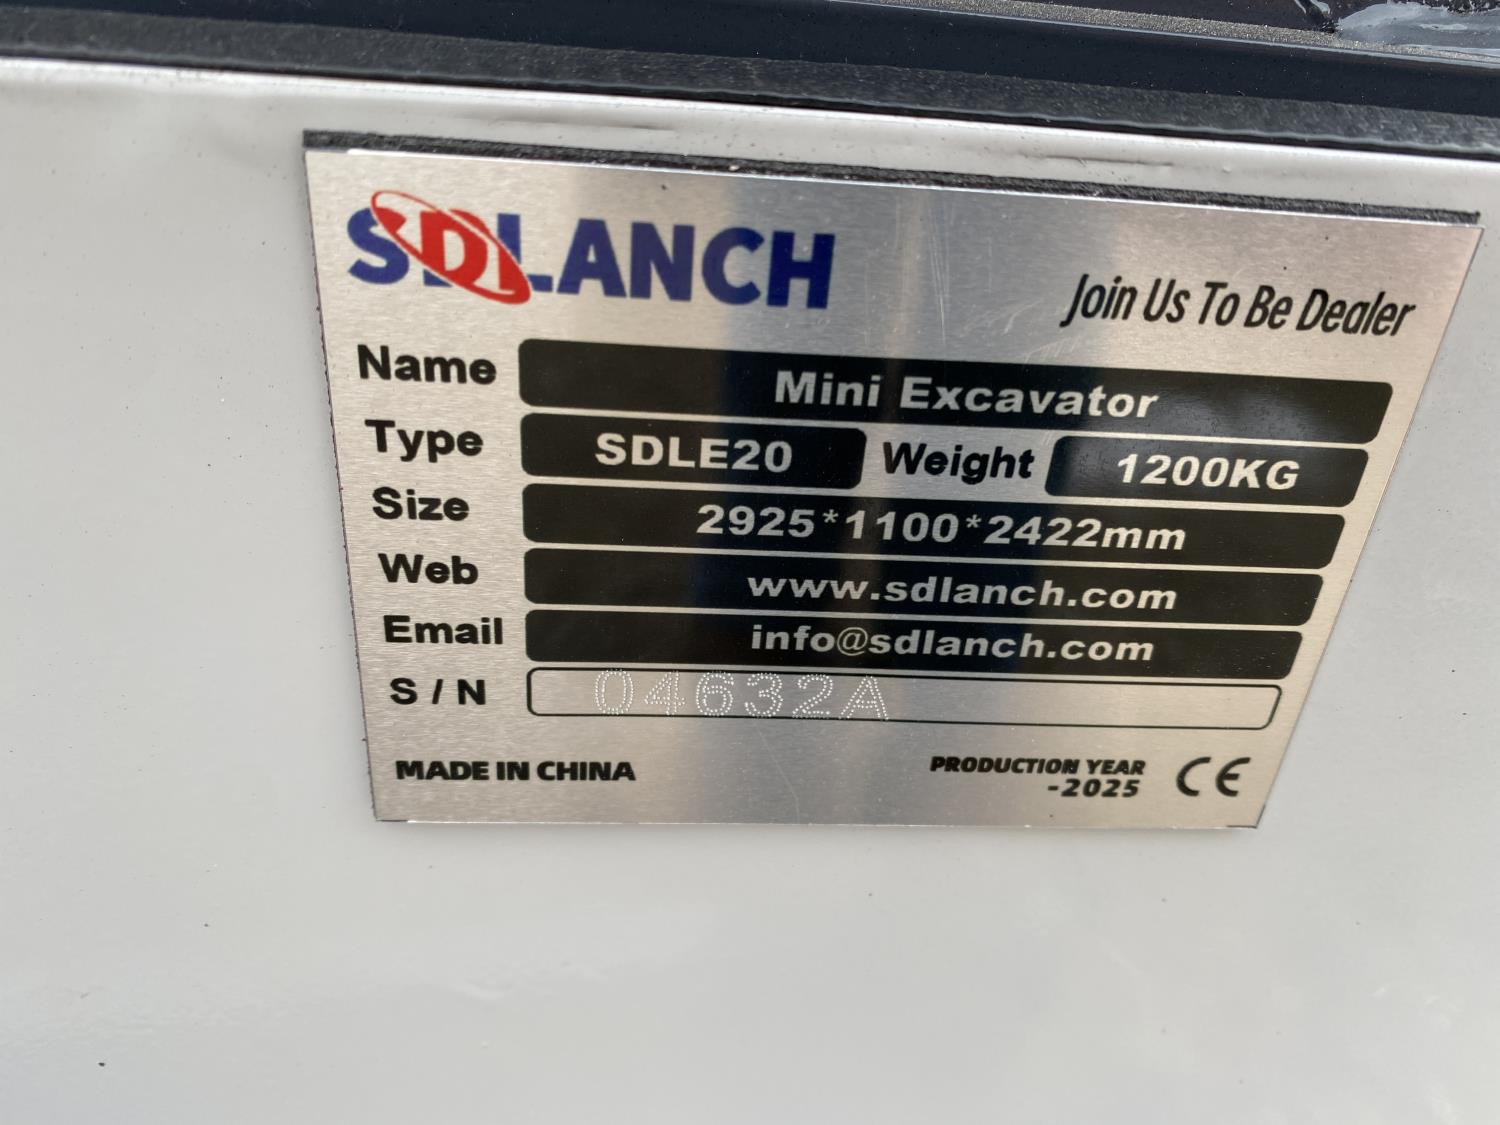 SDLANCH
Join Us To Be Dealer
Name Mini Excavator
Type SDLE20 Weight 1200KG
Size 2925*1100*2422mm
Web www.sdlanch.com
Email info@sdlanch.com
S/N 04632A
MADE IN CHINA
PRODUCTION YEAR
-2025
CE